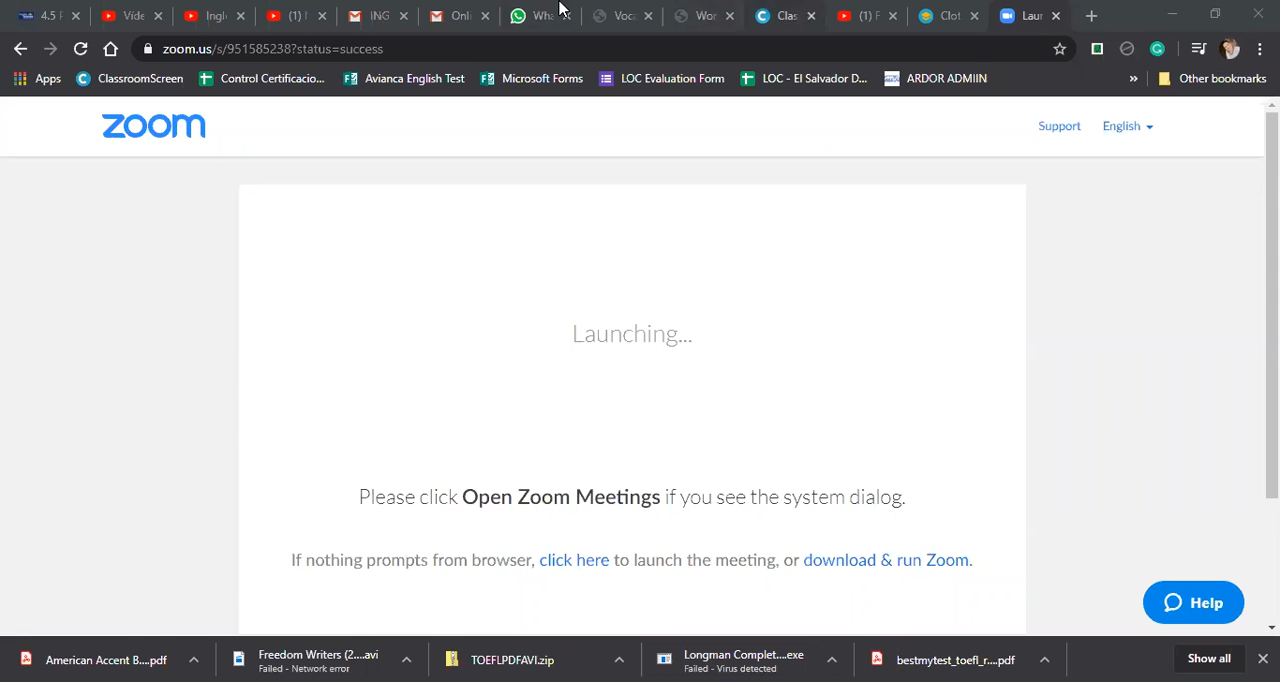 4.5 F Vide Ingl (1) I ING Onli Wha Voca Wor Clas (1) F Clot Laun
zoom.us/s/951585238?status=success
Apps ClassroomScreen Control Certificacio... Avianca English Test Microsoft Forms LOC Evaluation Form LOC - El Salvador D... ARDOR ADMIIN » Other bookmarks
zoom Support English
Launching...
Please click Open Zoom Meetings if you see the system dialog.
If nothing prompts from browser, click here to launch the meeting, or download & run Zoom.
Help
American Accent B....pdf Freedom Writers (2....avi TOEFLPDFAVI.zip Longman Complet....exe bestmytest_toefl_r....pdf Show all
Failed - Network error Failed - Virus detected